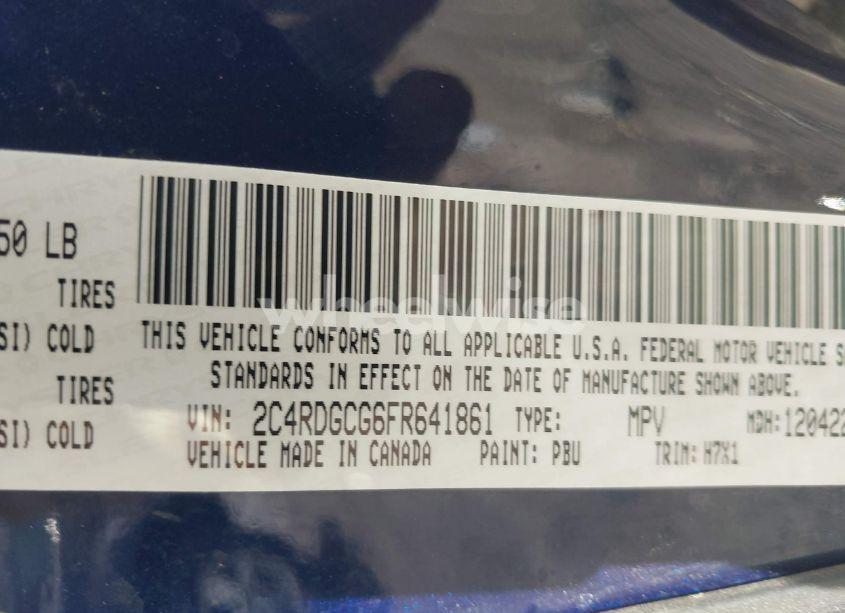 50 LB
TIRES
SI) COLD
THIS VEHICLE CONFORMS TO ALL APPLICABLE U.S.A. FEDERAL MOTOR VEHICLE S
STANDARDS IN EFFECT ON THE DATE OF MANUFACTURE SHOWN ABOVE.
TIRES
SI) COLD
VIN: 2C4RDGCG6FR641861 TYPE: MPV MDH: 120422
VEHICLE MADE IN CANADA PAINT: PBU TRIM: H7X1
wheelwise